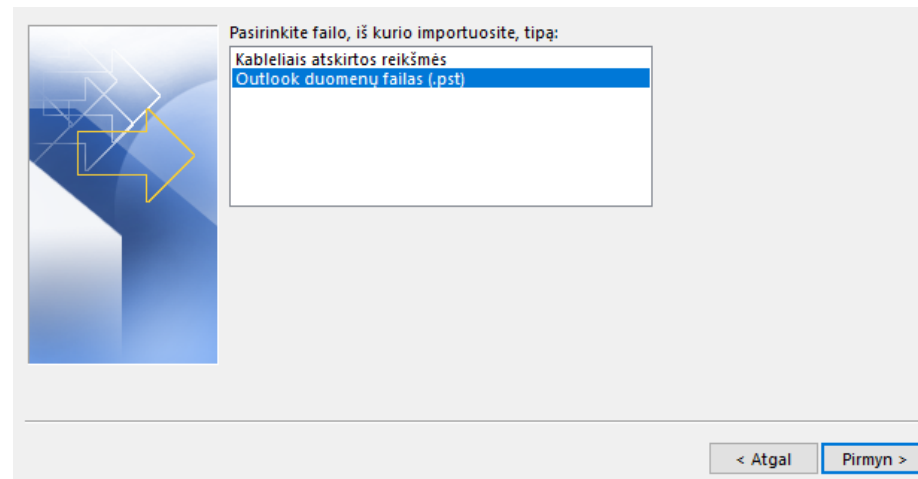 Pasirinkite failo, iš kurio importuosite, tipą:
Kableliais atskirtos reikšmės
Outlook duomenų failas (.pst)
< Atgal
Pirmyn >